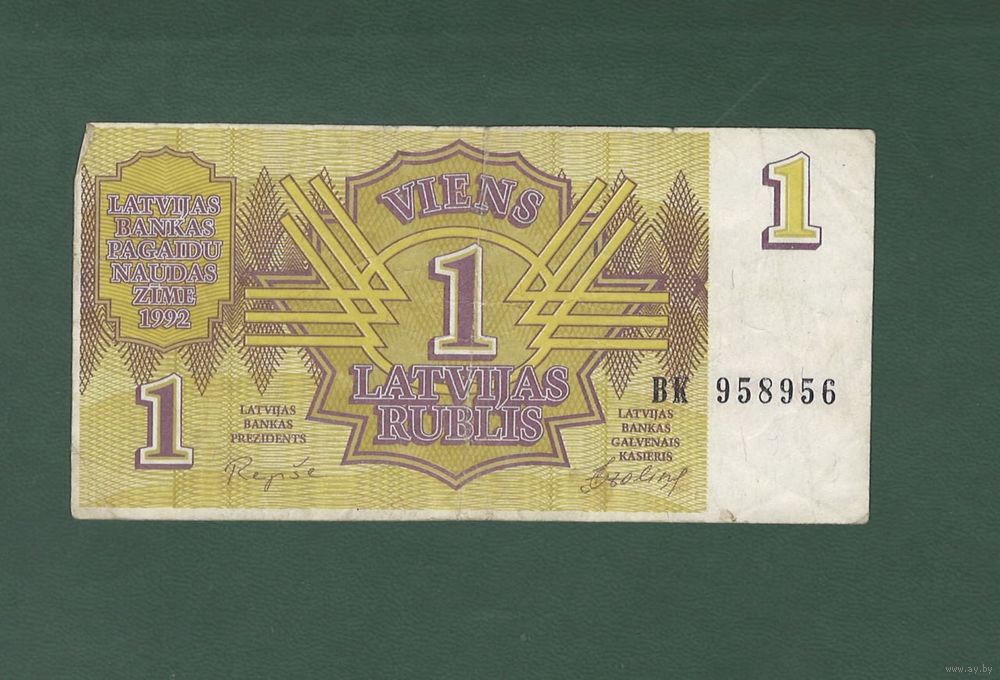 LATVIJAS
BANKAS
PAGAIDU
NAUDAS
ZĪME
1992
VIENS
1
LATVIJAS
RUBLIS
1
1
LATVIJAS
BANKAS
PREZIDENTS
Repše
LATVIJAS
BANKAS
GALVENAIS
KASIERIS
BK 958956
www.ay.by